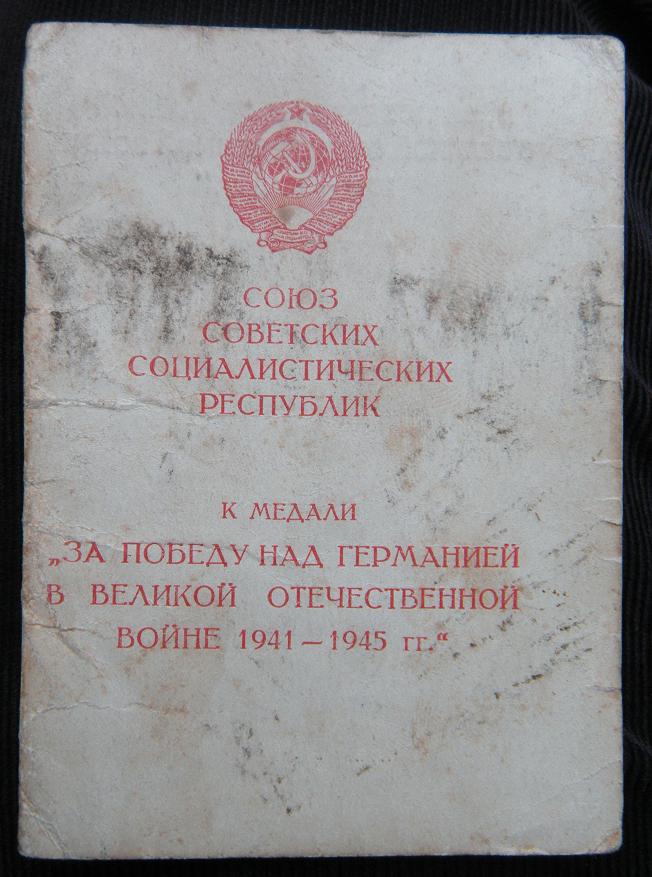 СОЮЗ
СОВЕТСКИХ
СОЦИАЛИСТИЧЕСКИХ
РЕСПУБЛИК
К МЕДАЛИ
„ЗА ПОБЕДУ НАД ГЕРМАНИЕЙ
В ВЕЛИКОЙ ОТЕЧЕСТВЕННОЙ
ВОЙНЕ 1941–1945 гг.“